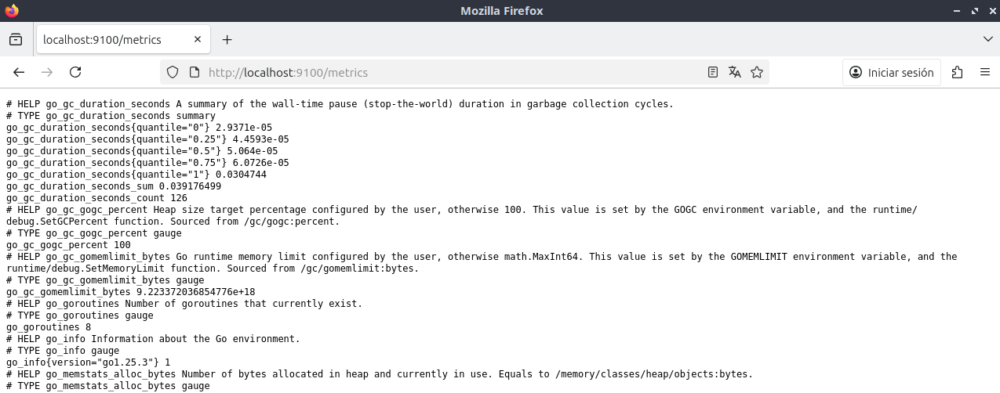 Mozilla Firefox
localhost:9100/metrics
http://localhost:9100/metrics
Iniciar sesión
# HELP go_gc_duration_seconds A summary of the wall-time pause (stop-the-world) duration in garbage collection cycles.
# TYPE go_gc_duration_seconds summary
go_gc_duration_seconds{quantile="0"} 2.9371e-05
go_gc_duration_seconds{quantile="0.25"} 4.4593e-05
go_gc_duration_seconds{quantile="0.5"} 5.064e-05
go_gc_duration_seconds{quantile="0.75"} 6.0726e-05
go_gc_duration_seconds{quantile="1"} 0.0304744
go_gc_duration_seconds_sum 0.039176499
go_gc_duration_seconds_count 126
# HELP go_gc_gogc_percent Heap size target percentage configured by the user, otherwise 100. This value is set by the GOGC environment variable, and the runtime/
debug.SetGCPercent function. Sourced from /gc/gogc:percent.
# TYPE go_gc_gogc_percent gauge
go_gc_gogc_percent 100
# HELP go_gc_gomemlimit_bytes Go runtime memory limit configured by the user, otherwise math.MaxInt64. This value is set by the GOMEMLIMIT environment variable, and the
runtime/debug.SetMemoryLimit function. Sourced from /gc/gomemlimit:bytes.
# TYPE go_gc_gomemlimit_bytes gauge
go_gc_gomemlimit_bytes 9.223372036854776e+18
# HELP go_goroutines Number of goroutines that currently exist.
# TYPE go_goroutines gauge
go_goroutines 8
# HELP go_info Information about the Go environment.
# TYPE go_info gauge
go_info{version="go1.25.3"} 1
# HELP go_memstats_alloc_bytes Number of bytes allocated in heap and currently in use. Equals to /memory/classes/heap/objects:bytes.
# TYPE go_memstats_alloc_bytes gauge